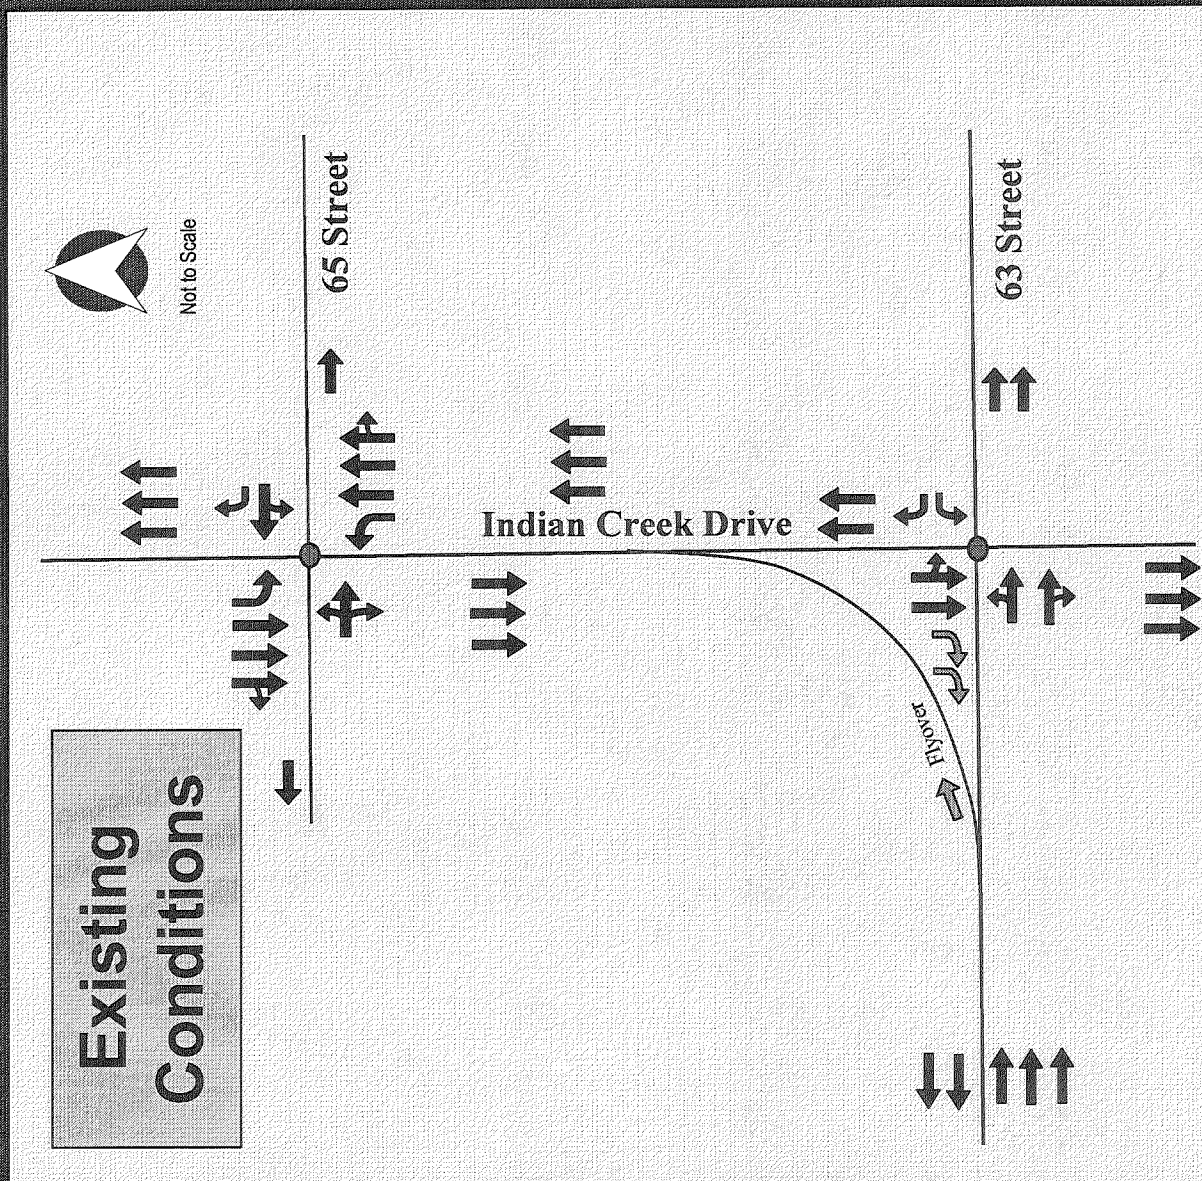 Existing
Conditions
Not to Scale
65 Street
63 Street
Indian Creek Drive
Flyover